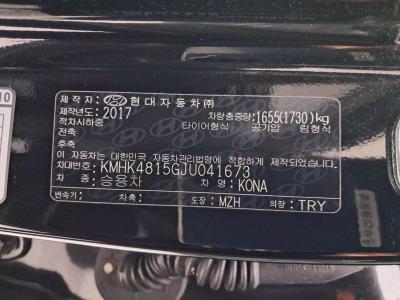 제작자: 현대자동차㈜
제작년도: 2017 차량총중량: 1655(1730)kg
적차시하중 타이어형식 공기압 림형식
전축
후축
이 자동차는 대한민국 자동차관리법령에 적합하게 제작되었습니다.
차대번호: KMHK4815GJU041673
차 종: 승용차 차 명: KONA
변속기: 차축: 도장: MZH 의장: TRY
10